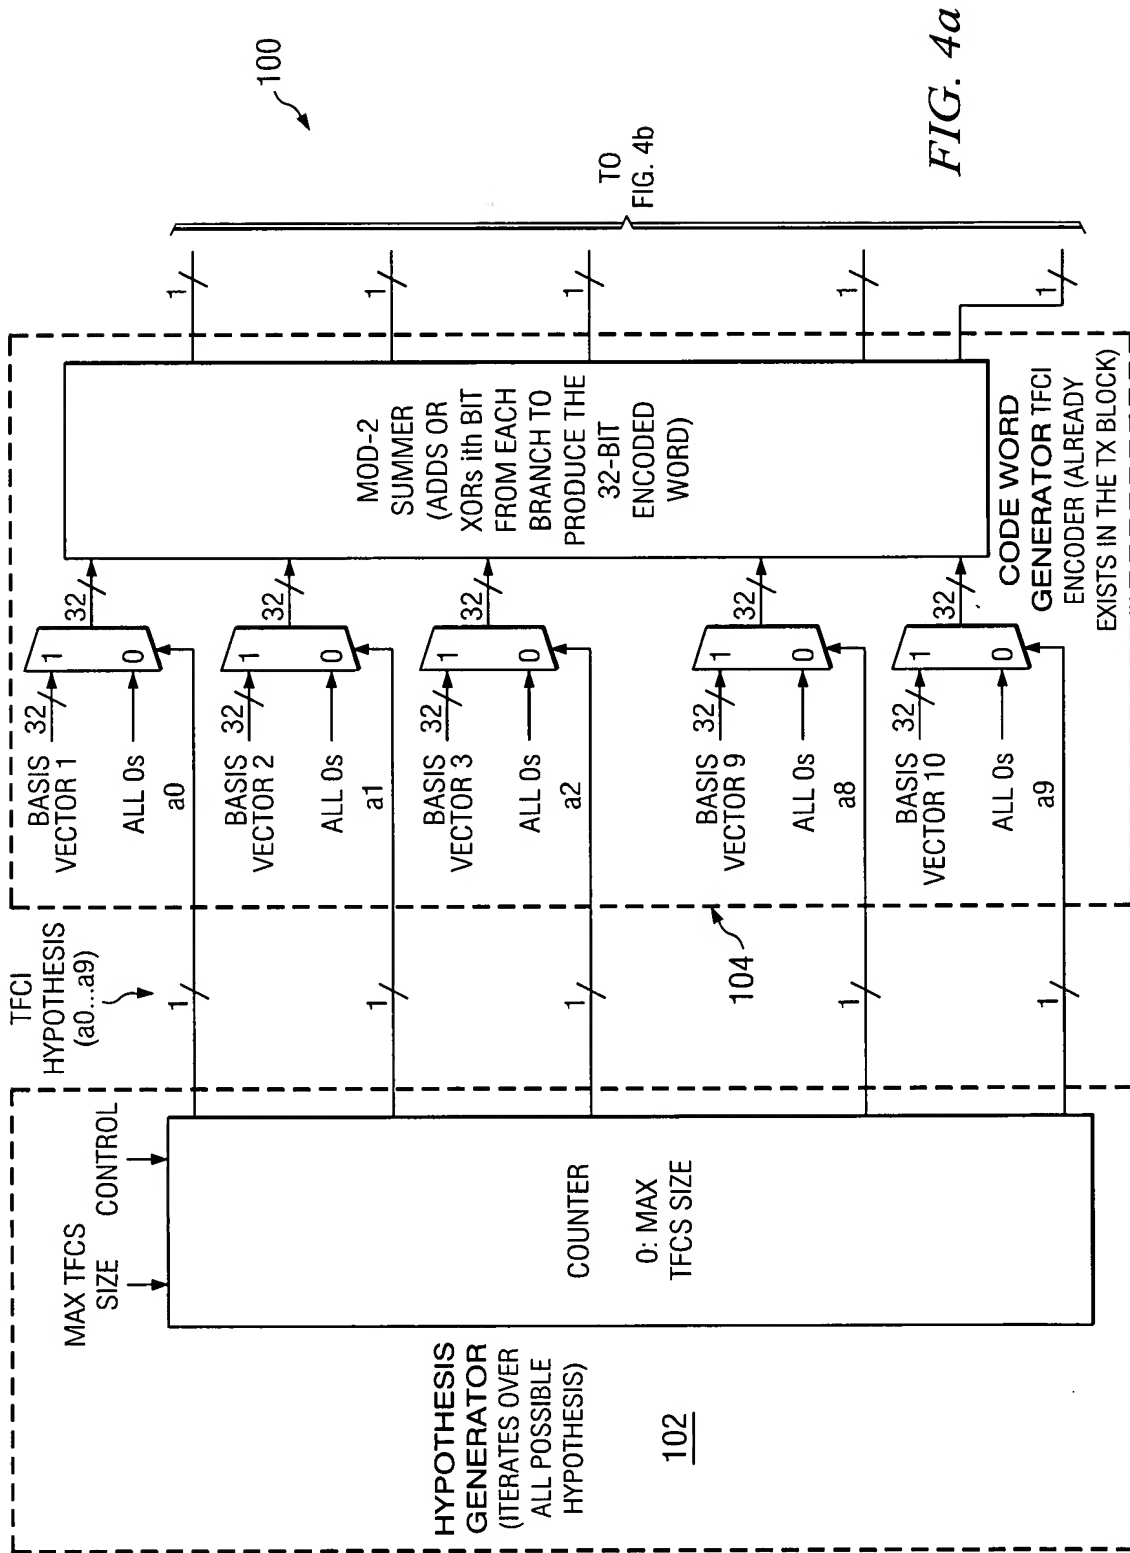 HYPOTHESIS
GENERATOR
(ITERATES OVER
ALL POSSIBLE
HYPOTHESIS)
102
MAX TFCS
SIZE
CONTROL
COUNTER
0: MAX
TFCS SIZE
TFCI
HYPOTHESIS
(a0...a9)
1
1
1
1
1
104
BASIS
VECTOR 1
32
ALL 0s
a0
1
0
32
BASIS
VECTOR 2
32
ALL 0s
a1
1
0
32
BASIS
VECTOR 3
32
ALL 0s
a2
1
0
32
BASIS
VECTOR 9
32
ALL 0s
a8
1
0
32
BASIS
VECTOR 10
32
ALL 0s
a9
1
0
32
MOD-2
SUMMER
(ADDS OR
XORs ith BIT
FROM EACH
BRANCH TO
PRODUCE THE
32-BIT
ENCODED
WORD)
CODE WORD
GENERATOR TFCI
ENCODER (ALREADY
EXISTS IN THE TX BLOCK)
1
1
1
1
1
TO
FIG. 4b
100
FIG. 4a